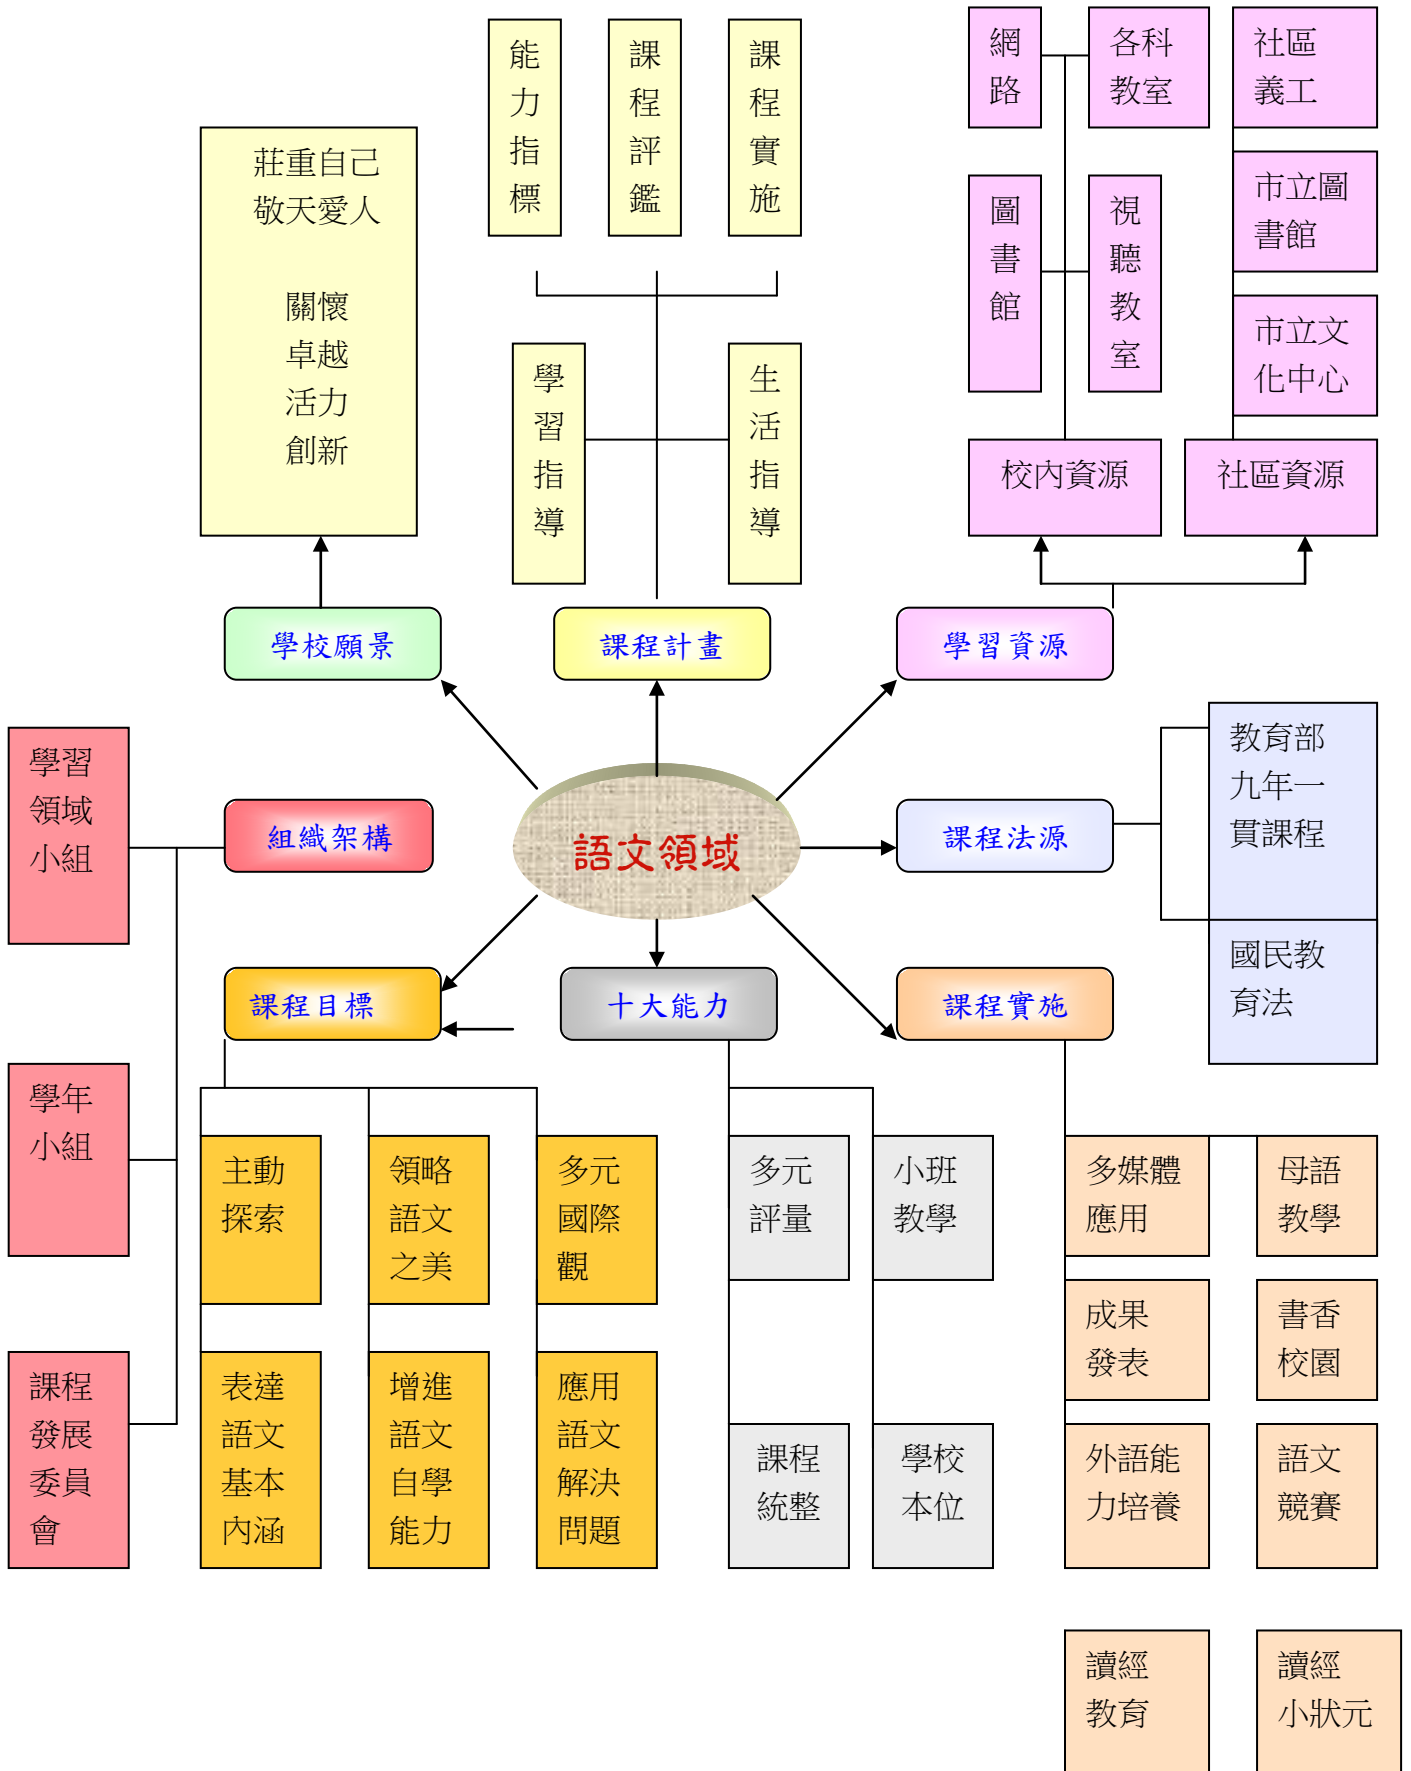 能
力
指
標
課
程
評
鑑
課
程
實
施
網
路
各科
教室
社區
義工
莊重自己
敬天愛人
關懷
卓越
活力
創新
圖
書
館
視
聽
教
室
市立圖
書館
市立文
化中心
學
習
指
導
生
活
指
導
校內資源
社區資源
學校願景
課程計畫
學習資源
學習
領域
小組
組織架構
語文領域
課程法源
教育部
九年一
貫課程
國民教
育法
課程目標
十大能力
課程實施
學年
小組
主動
探索
領略
語文
之美
多元
國際
觀
多元
評量
小班
教學
多媒體
應用
母語
教學
成果
發表
書香
校園
課程
發展
委員
會
表達
語文
基本
內涵
增進
語文
自學
能力
應用
語文
解決
問題
課程
統整
學校
本位
外語能
力培養
語文
競賽
讀經
教育
讀經
小狀元